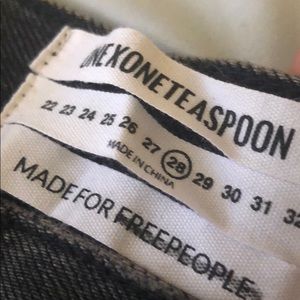 ONEXONETEASPOON
22 23 24 25 26 27 28 29 30 31 32
MADE IN CHINA
MADE FOR FREEPEOPLE